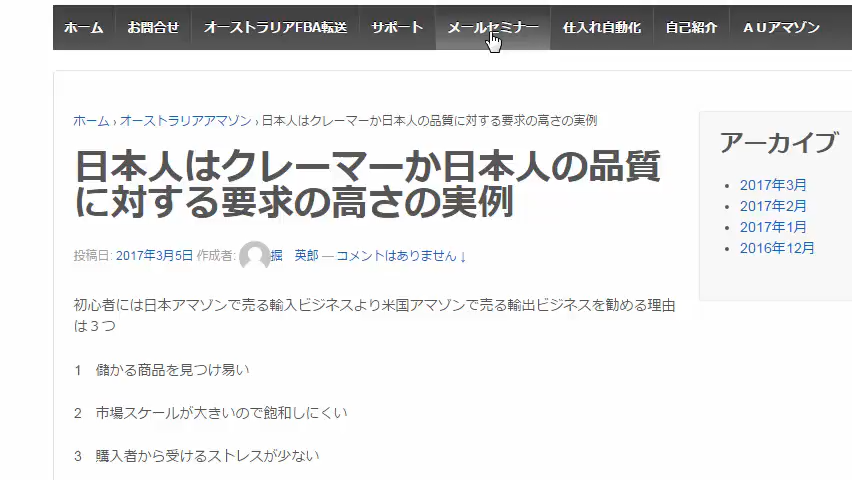 ホーム お問合せ オーストラリアFBA転送 サポート メールセミナー 仕入れ自動化 自己紹介 ＡＵアマゾン
ホーム › オーストラリアアマゾン › 日本人はクレーマーか日本人の品質に対する要求の高さの実例
日本人はクレーマーか日本人の品質
に対する要求の高さの実例
投稿日: 2017年3月5日 作成者: 堀　英郎 — コメントはありません ↓
初心者には日本アマゾンで売る輸入ビジネスより米国アマゾンで売る輸出ビジネスを勧める理由
は３つ
1　儲かる商品を見つけ易い
2　市場スケールが大きいので飽和しにくい
3　購入者から受けるストレスが少ない
アーカイブ
2017年3月
2017年2月
2017年1月
2016年12月